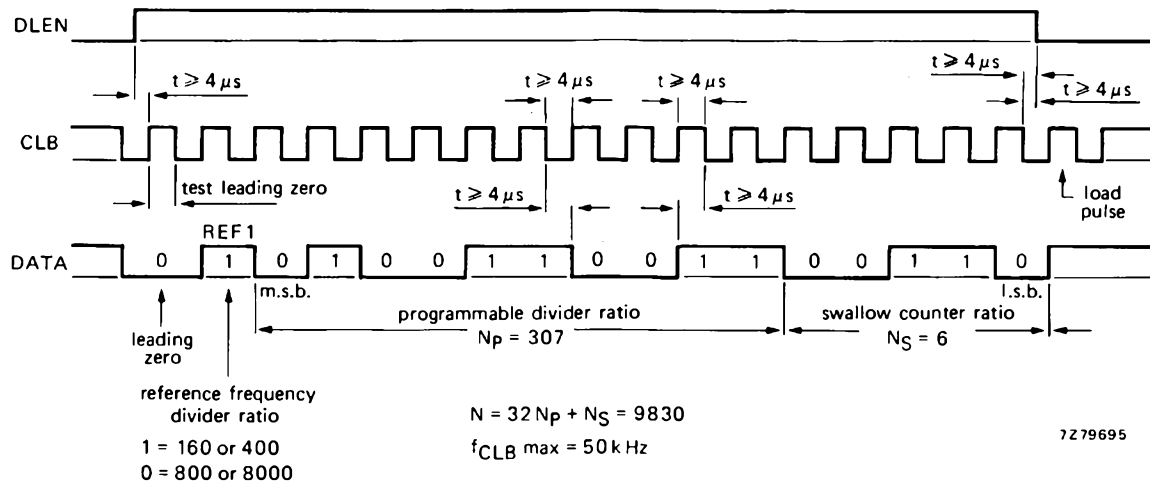 DLEN
t ⩾ 4 μs
t ⩾ 4 μs
t ⩾ 4 μs
t ⩾ 4 μs
t ⩾ 4 μs
CLB
test leading zero
t ⩾ 4 μs
t ⩾ 4 μs
load
pulse
REF1
DATA
0 1 0 1 0 0 1 1 0 0 1 1 0 0 1 1 0
m.s.b.
l.s.b.
programmable divider ratio
NP = 307
swallow counter ratio
NS = 6
leading
zero
reference frequency
divider ratio
1 = 160 or 400
0 = 800 or 8000
N = 32 NP + NS = 9830
fCLB max = 50 kHz
7Z79695